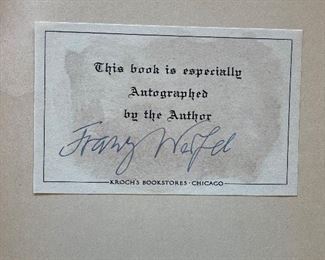 This book is especially
Autographed
by the Author
Franz Werfel
KROCH'S BOOKSTORES · CHICAGO